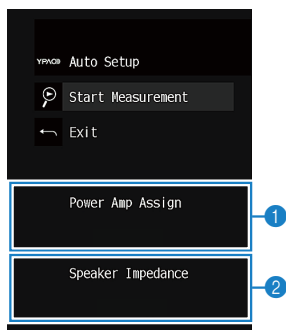 YPAO Auto Setup
Start Measurement
Exit
Power Amp Assign
1
Speaker Impedance
2